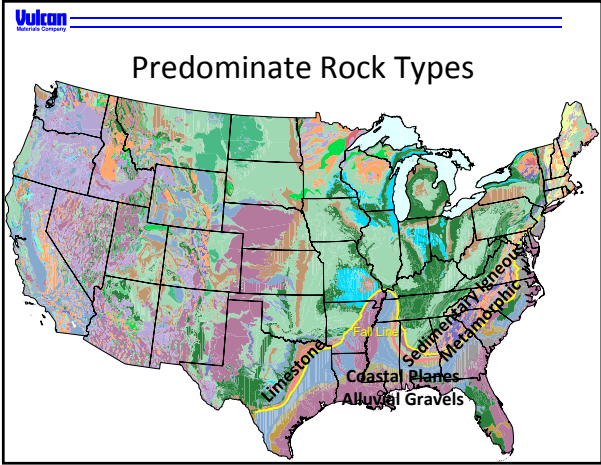 Vulcan
Materials Company
Predominate Rock Types
Sedimentary Igneous
Metamorphic
Fall Line
Limestone
Coastal Planes
Alluvial Gravels